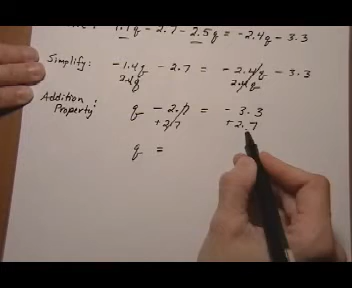 1.1q - 2.7 - 2.5q = -2.4q - 3.3
Simplify: -1.4q - 2.7 = -2.4q - 3.3
2.4q 2.4q
Addition Property: q - 2.7 = - 3.3
+2.7 +2.7
q =